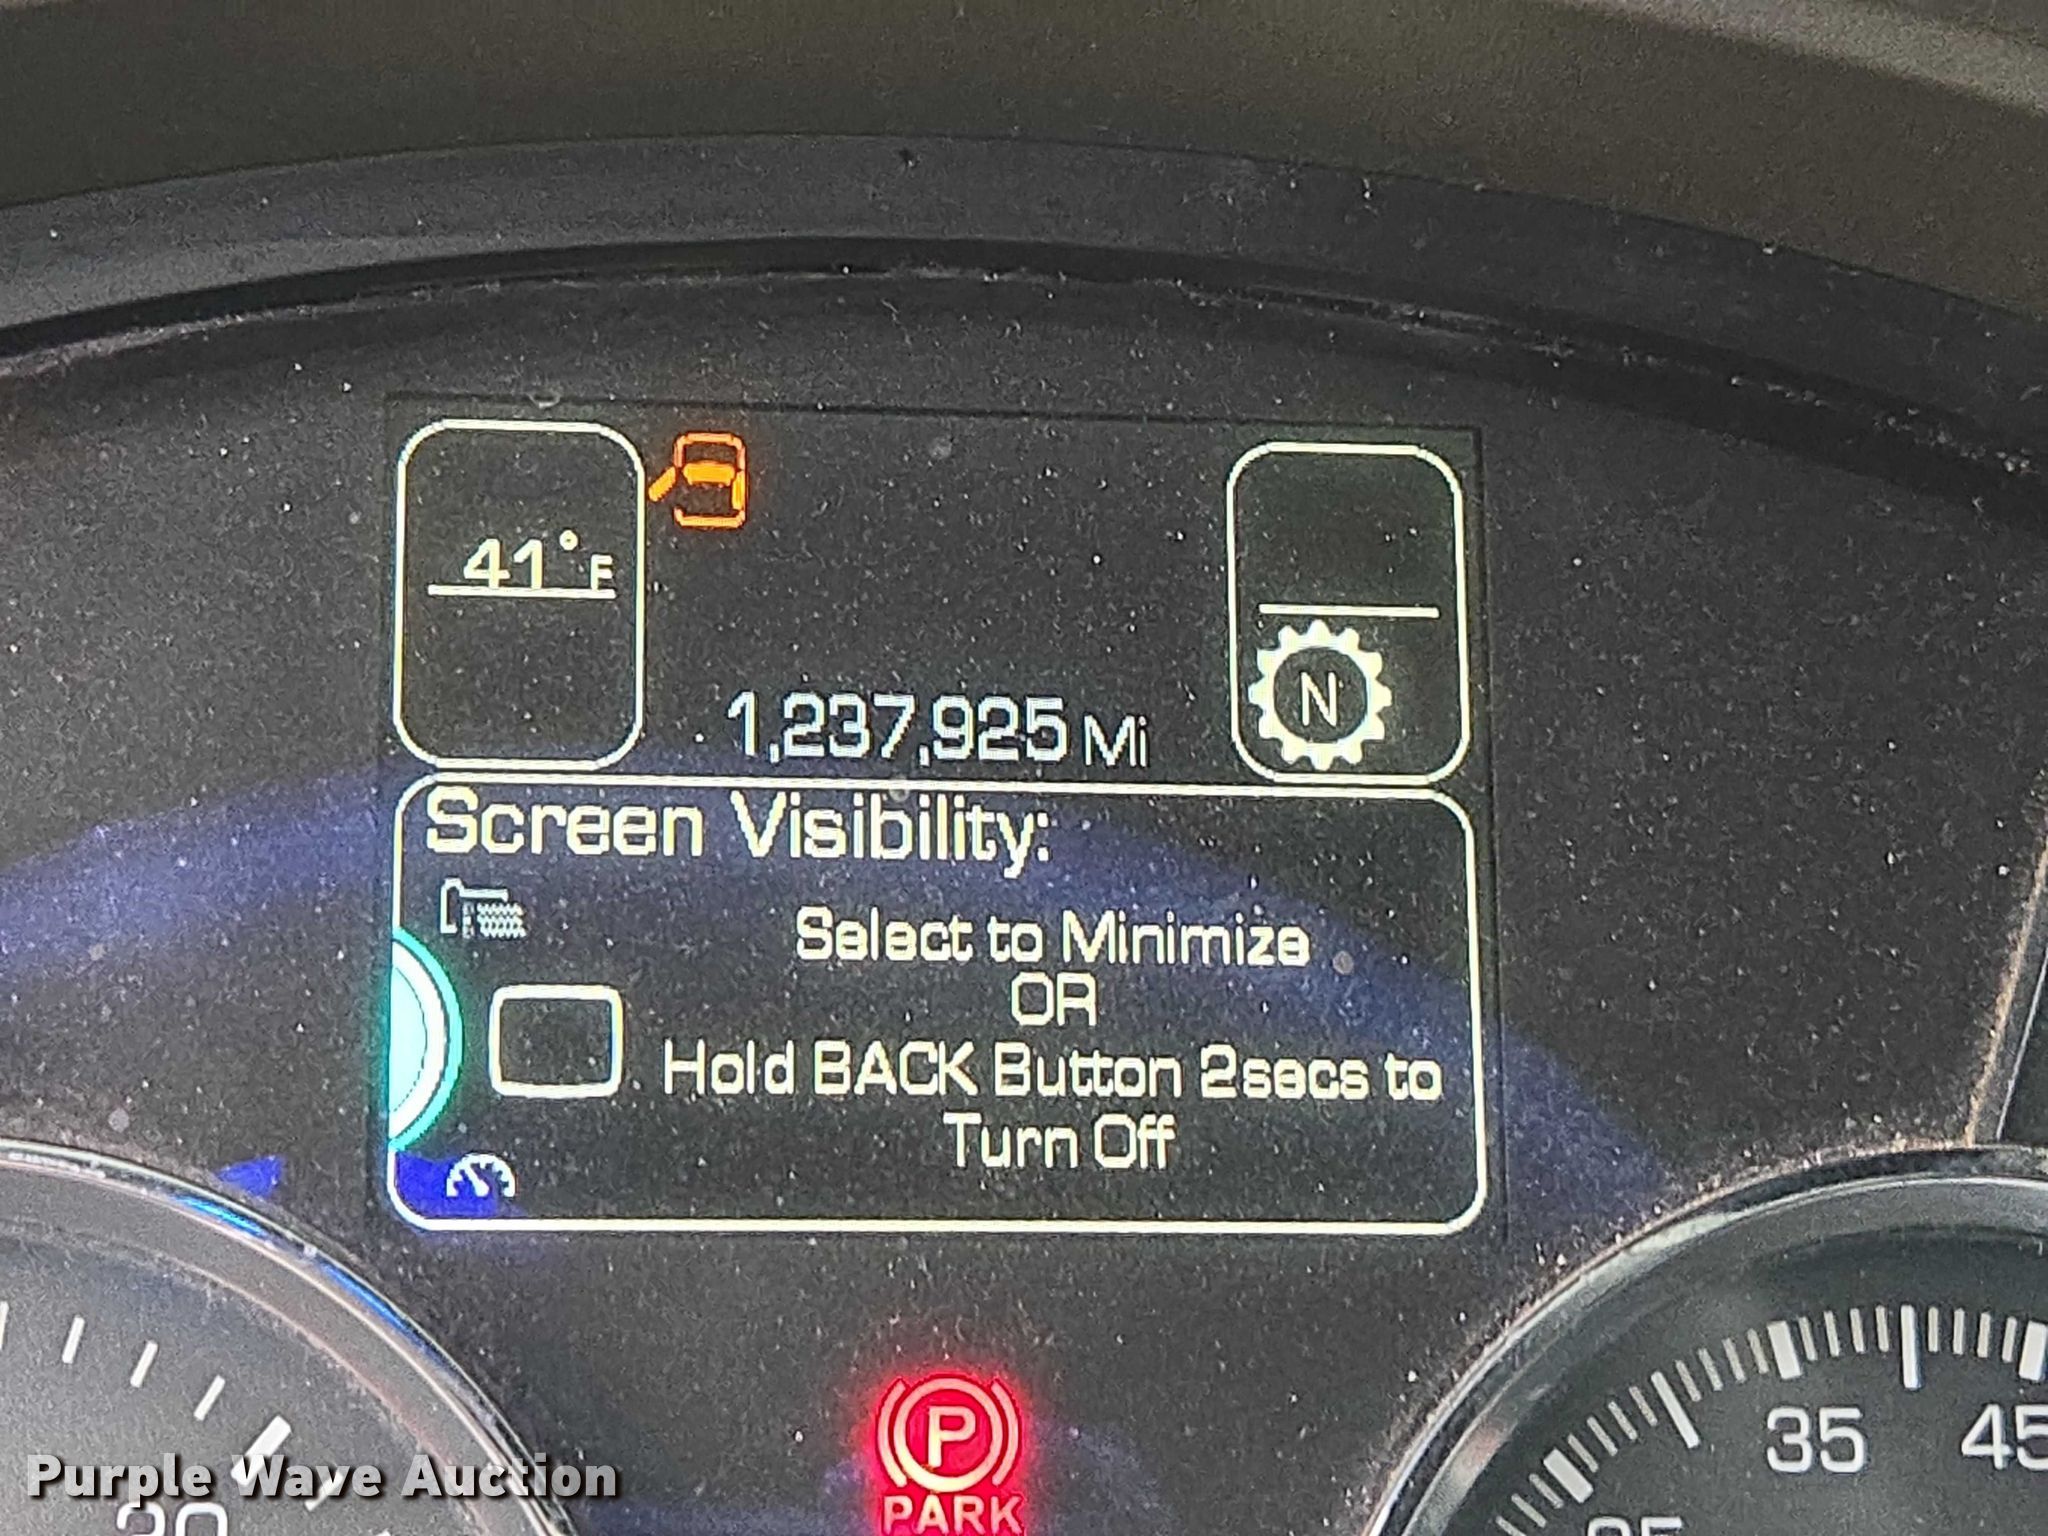 41°F
1,237,925 Mi
N
Screen Visibility:
Select to Minimize
OR
Hold BACK Button 2secs to
Turn Off
P
PARK
35
45
Purple Wave Auction